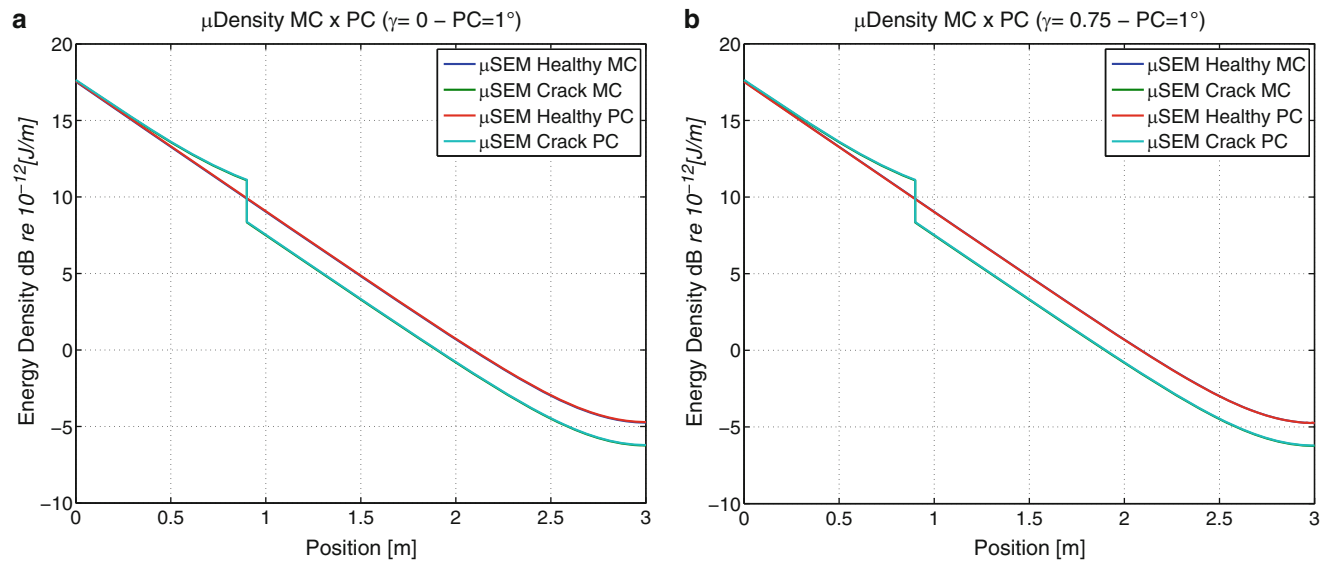 a
μDensity MC x PC (γ= 0 − PC=1°)
20
15
10
5
0
−5
−10
Energy Density dB re 10⁻¹²[J/m]
μSEM Healthy MC
μSEM Crack MC
μSEM Healthy PC
μSEM Crack PC
0 0.5 1 1.5 2 2.5 3
Position [m]
b
μDensity MC x PC (γ= 0.75 − PC=1°)
20
15
10
5
0
−5
−10
Energy Density dB re 10⁻¹²[J/m]
μSEM Healthy MC
μSEM Crack MC
μSEM Healthy PC
μSEM Crack PC
0 0.5 1 1.5 2 2.5 3
Position [m]